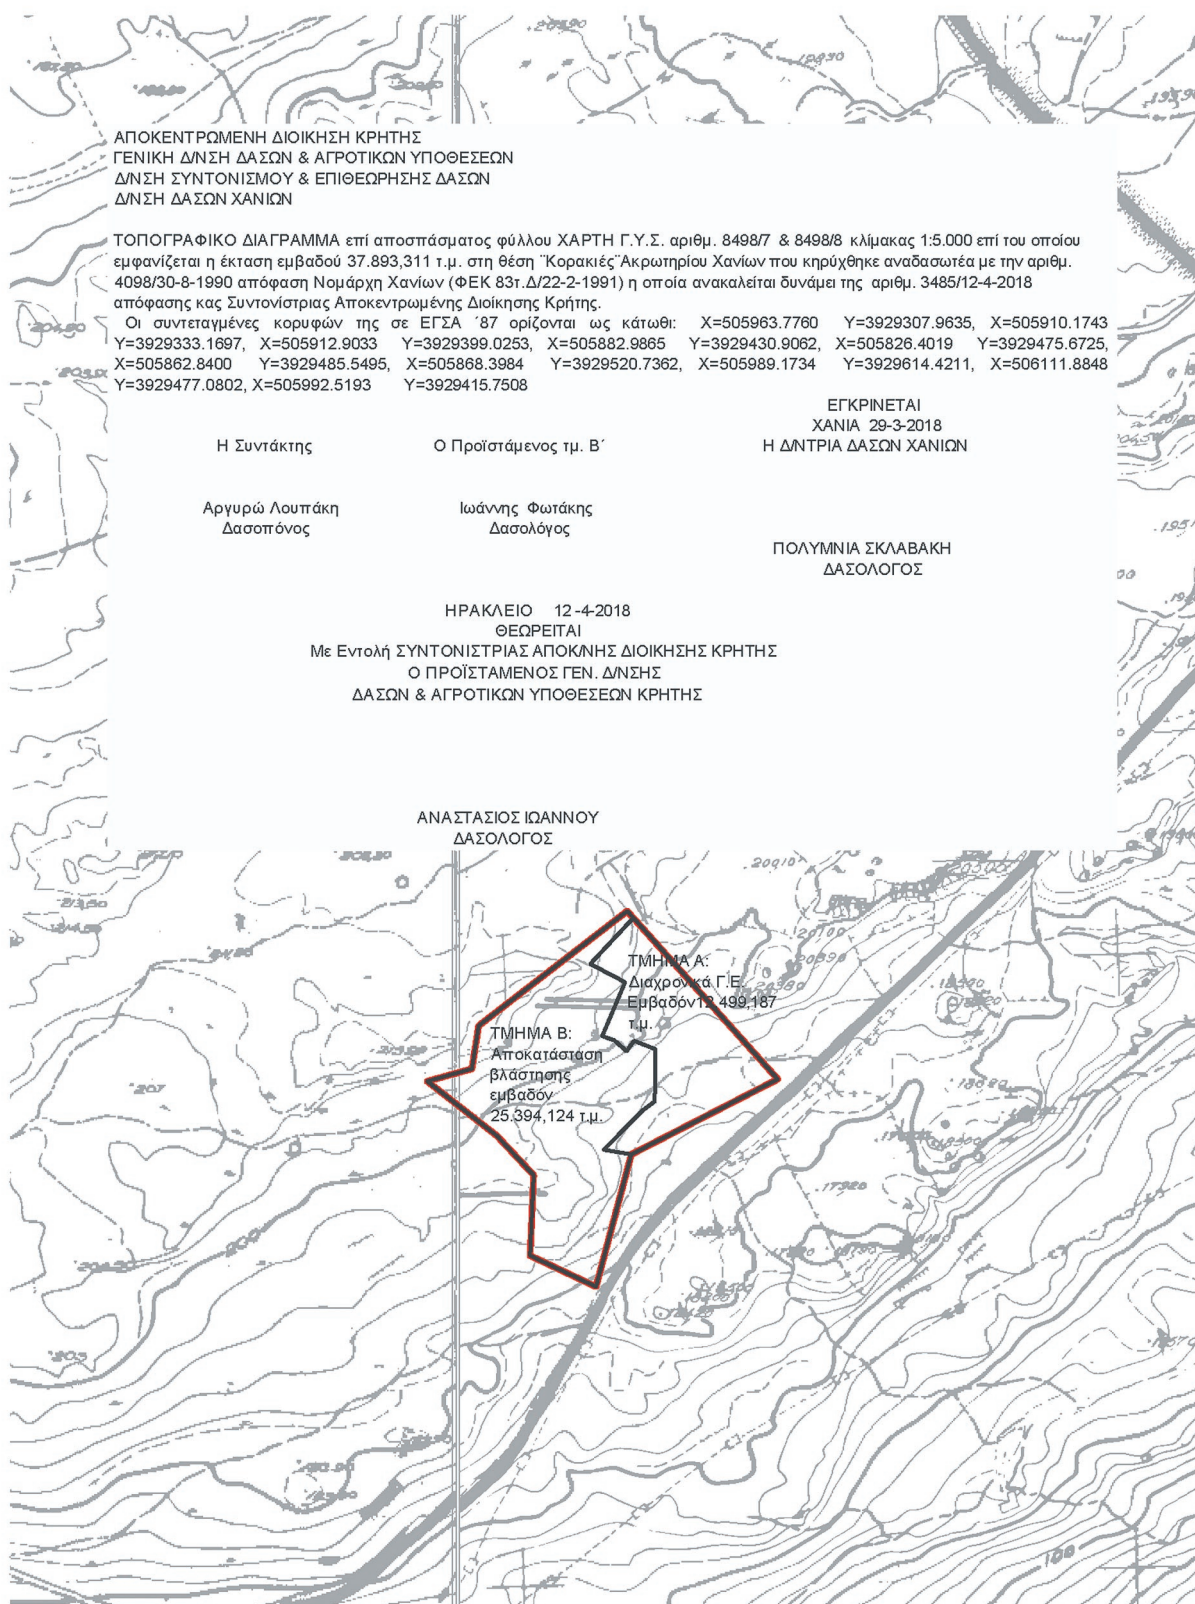 ΑΠΟΚΕΝΤΡΩΜΕΝΗ ΔΙΟΙΚΗΣΗ ΚΡΗΤΗΣ
ΓΕΝΙΚΗ Δ/ΝΣΗ ΔΑΣΩΝ & ΑΓΡΟΤΙΚΩΝ ΥΠΟΘΕΣΕΩΝ
Δ/ΝΣΗ ΣΥΝΤΟΝΙΣΜΟΥ & ΕΠΙΘΕΩΡΗΣΗΣ ΔΑΣΩΝ
Δ/ΝΣΗ ΔΑΣΩΝ ΧΑΝΙΩΝ
ΤΟΠΟΓΡΑΦΙΚΟ ΔΙΑΓΡΑΜΜΑ επί αποσπάσματος φύλλου ΧΑΡΤΗ Γ.Υ.Σ. αριθμ. 8498/7 & 8498/8 κλίμακας 1:5.000 επί του οποίου
εμφανίζεται η έκταση εμβαδού 37.893,311 τ.μ. στη θέση ¨Κορακιές¨Ακρωτηρίου Χανίων που κηρύχθηκε αναδασωτέα με την αριθμ.
4098/30-8-1990 απόφαση Νομάρχη Χανίων (ΦΕΚ 83τ.Δ/22-2-1991) η οποία ανακαλείται δυνάμει της αριθμ. 3485/12-4-2018
απόφασης κας Συντονίστριας Αποκεντρωμένης Διοίκησης Κρήτης.
Οι συντεταγμένες κορυφών της σε ΕΓΣΑ ´87 ορίζονται ως κάτωθι: Χ=505963.7760 Υ=3929307.9635, Χ=505910.1743
Υ=3929333.1697, Χ=505912.9033 Υ=3929399.0253, Χ=505882.9865 Υ=3929430.9062, Χ=505826.4019 Υ=3929475.6725,
Χ=505862.8400 Υ=3929485.5495, Χ=505868.3984 Υ=3929520.7362, Χ=505989.1734 Υ=3929614.4211, Χ=506111.8848
Υ=3929477.0802, Χ=505992.5193 Υ=3929415.7508
ΕΓΚΡΙΝΕΤΑΙ
ΧΑΝΙΑ 29-3-2018
Η Συντάκτης Ο Προϊστάμενος τμ. Β´ Η Δ/ΝΤΡΙΑ ΔΑΣΩΝ ΧΑΝΙΩΝ
Αργυρώ Λουπάκη Ιωάννης Φωτάκης
Δασοπόνος Δασολόγος
ΠΟΛΥΜΝΙΑ ΣΚΛΑΒΑΚΗ
ΔΑΣΟΛΟΓΟΣ
ΗΡΑΚΛΕΙΟ 12-4-2018
ΘΕΩΡΕΙΤΑΙ
Με Εντολή ΣΥΝΤΟΝΙΣΤΡΙΑΣ ΑΠΟΚ/ΝΗΣ ΔΙΟΙΚΗΣΗΣ ΚΡΗΤΗΣ
Ο ΠΡΟΪΣΤΑΜΕΝΟΣ ΓΕΝ. Δ/ΝΣΗΣ
ΔΑΣΩΝ & ΑΓΡΟΤΙΚΩΝ ΥΠΟΘΕΣΕΩΝ ΚΡΗΤΗΣ
ΑΝΑΣΤΑΣΙΟΣ ΙΩΑΝΝΟΥ
ΔΑΣΟΛΟΓΟΣ
ΤΜΗΜΑ Α:
Διαχρονικά Γ.Ε.
Εμβαδόν12.499,187
τ.μ.
ΤΜΗΜΑ Β:
Αποκατάσταση
βλάστησης
εμβαδόν
25.394,124 τ.μ.
207
200
203
17920
100